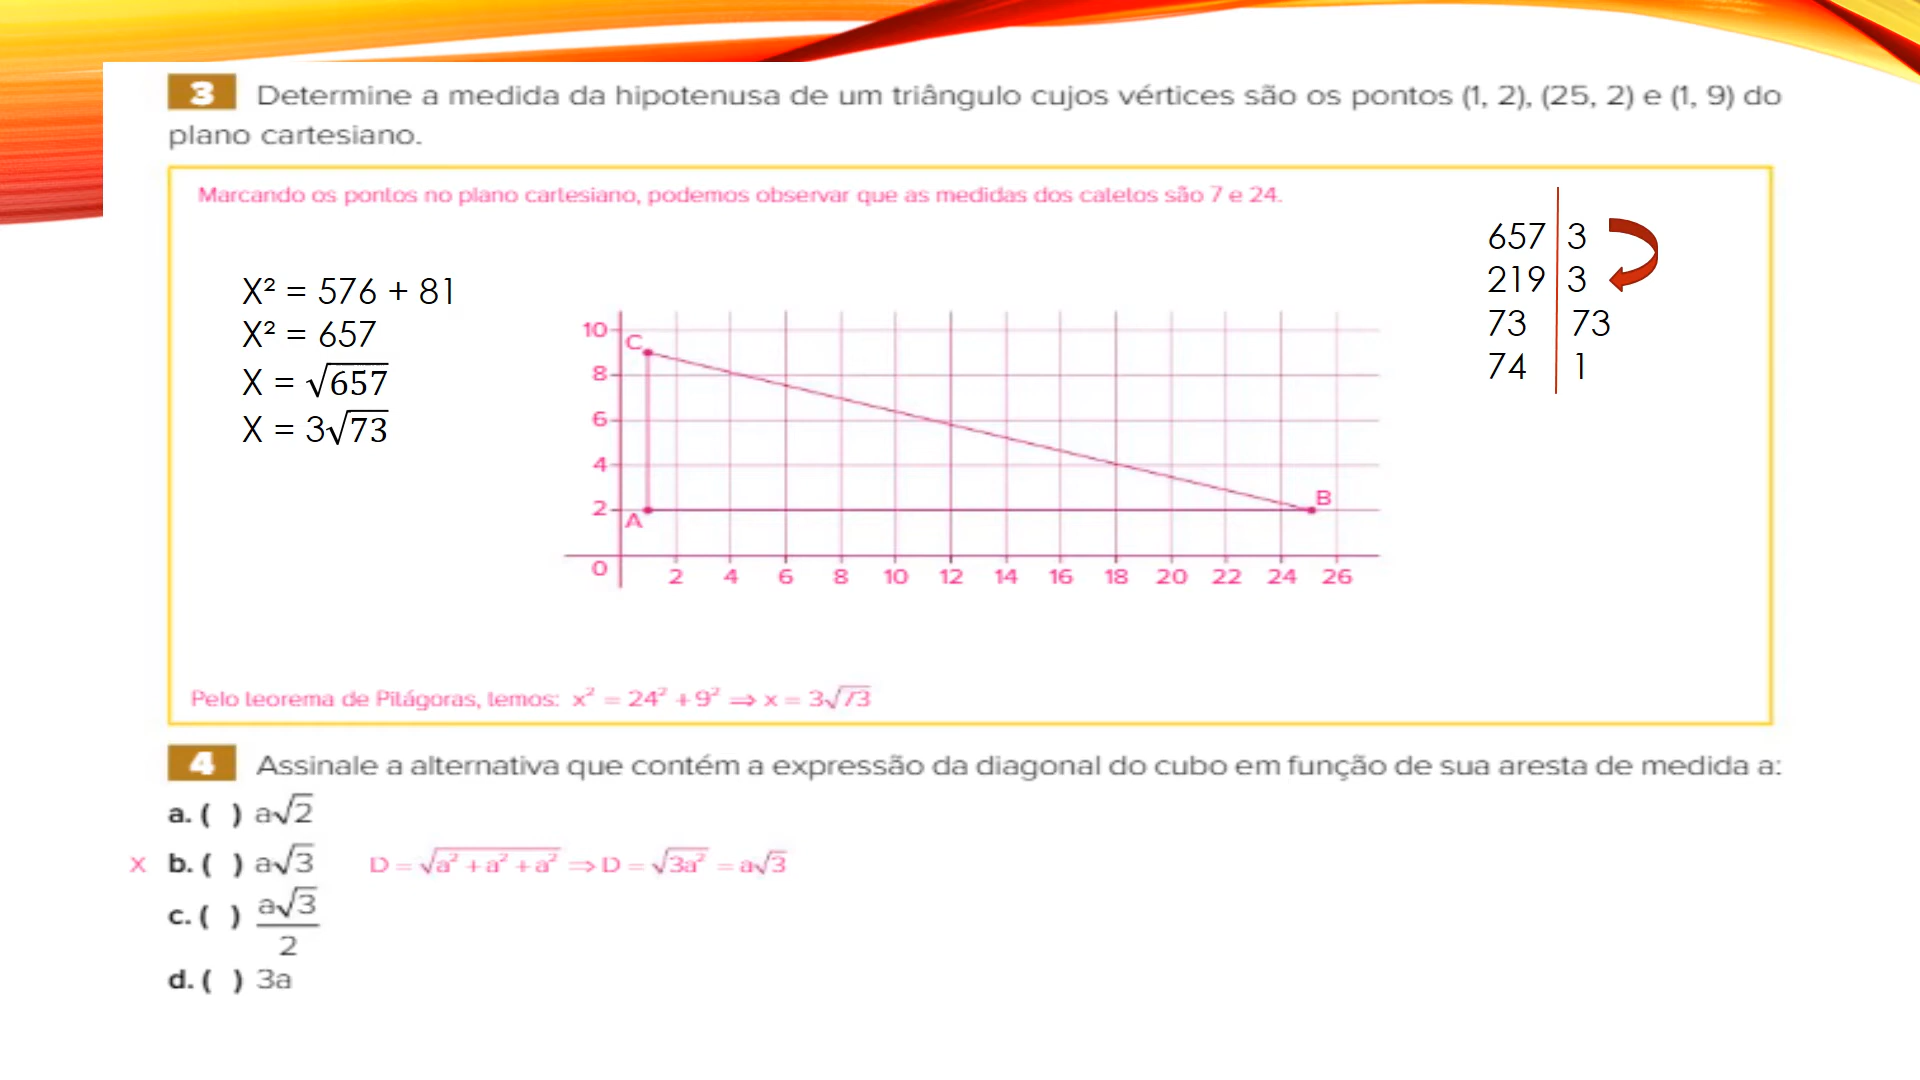 3 Determine a medida da hipotenusa de um triângulo cujos vértices são os pontos (1, 2), (25, 2) e (1, 9) do
plano cartesiano.
Marcando os pontos no plano cartesiano, podemos observar que as medidas dos catetos são 7 e 24.
657 3
219 3
73 73
74 1
X² = 576 + 81
X² = 657
X = √657
X = 3√73
10
C
8
6
4
2
B
A
0
2 4 6 8 10 12 14 16 18 20 22 24 26
Pelo teorema de Pitágoras, temos: x² = 24² + 9² ⇒ x = 3√73
4 Assinale a alternativa que contém a expressão da diagonal do cubo em função de sua aresta de medida a:
a. ( ) a√2
x b. ( ) a√3 D = √a² + a² + a² ⇒ D = √3a² = a√3
c. ( ) a√3
2
d. ( ) 3a